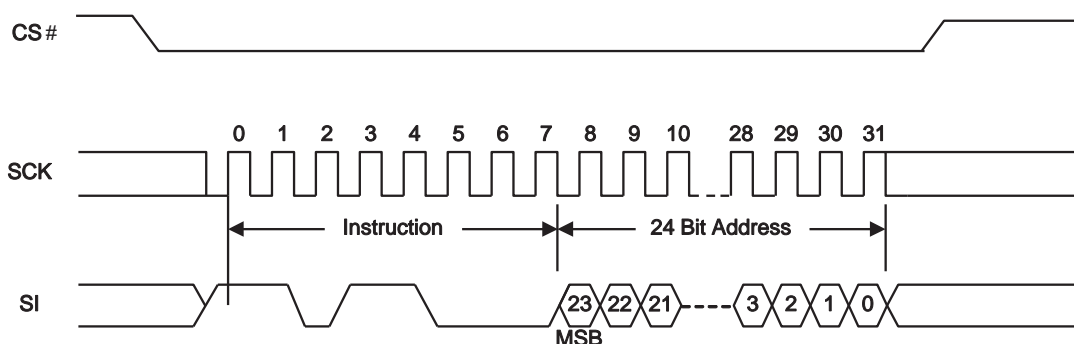 CS#
0 1 2 3 4 5 6 7 8 9 10 28 29 30 31
SCK
Instruction 24 Bit Address
SI 23 22 21 3 2 1 0
MSB